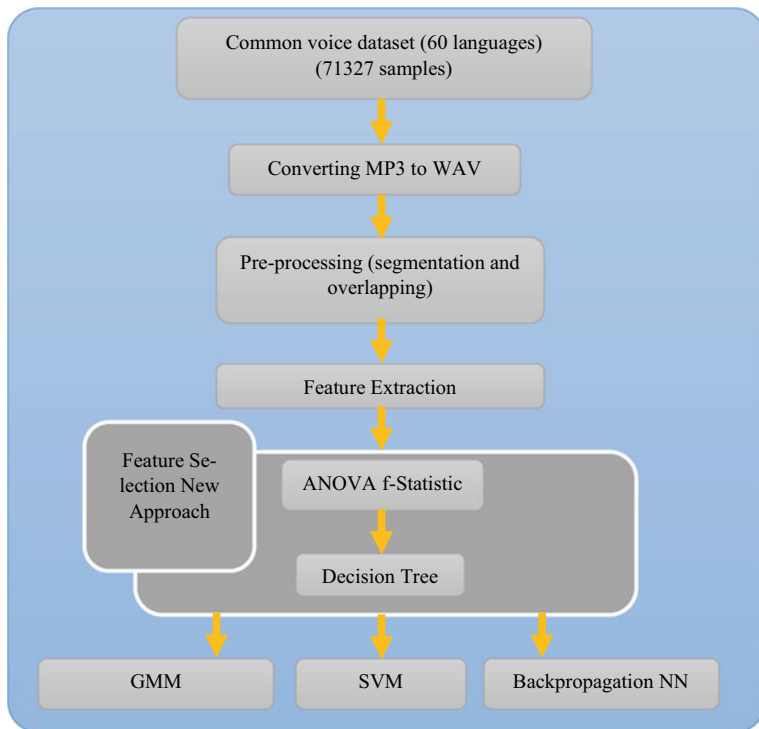 Common voice dataset (60 languages)
(71327 samples)
Converting MP3 to WAV
Pre-processing (segmentation and
overlapping)
Feature Extraction
Feature Se-
lection New
Approach
ANOVA f-Statistic
Decision Tree
GMM
SVM
Backpropagation NN